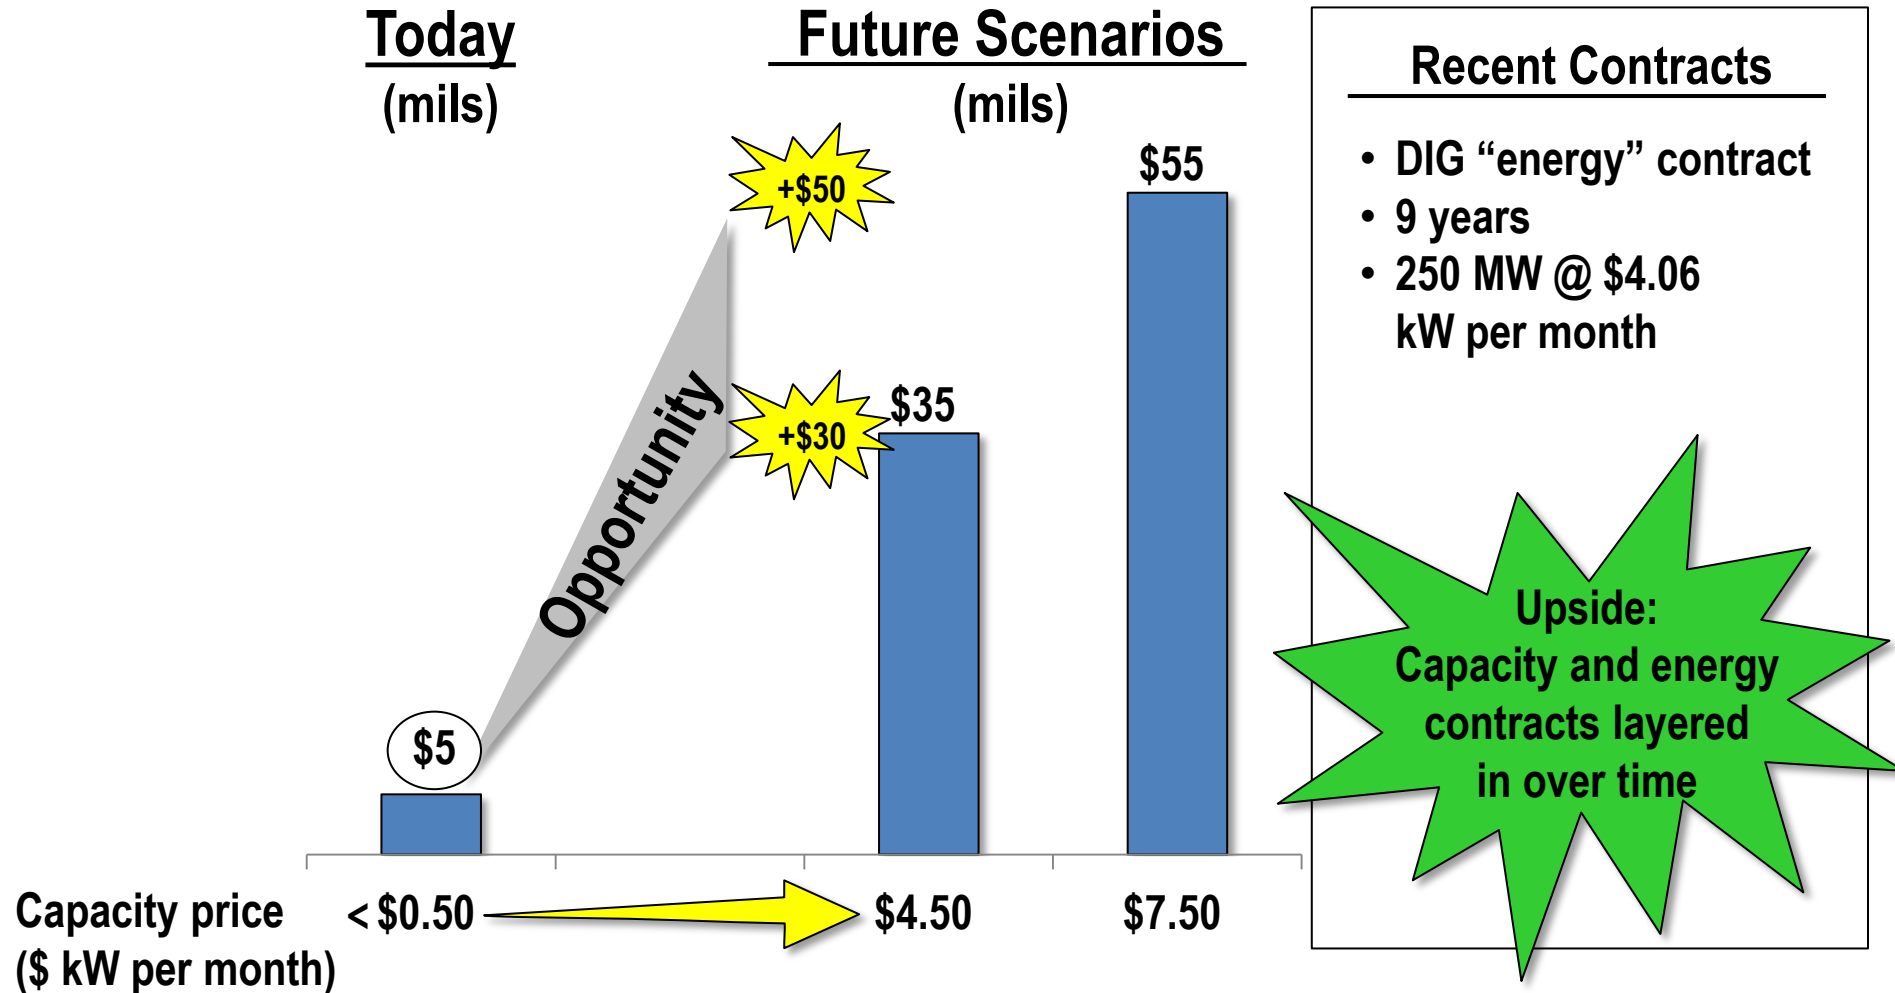 Today
(mils)
Future Scenarios
(mils)
+$50
$55
+$30
$35
Opportunity
$5
Capacity price
($ kW per month)
< $0.50
$4.50
$7.50
Recent Contracts
• DIG “energy” contract
• 9 years
• 250 MW @ $4.06
kW per month
Upside:
Capacity and energy
contracts layered
in over time